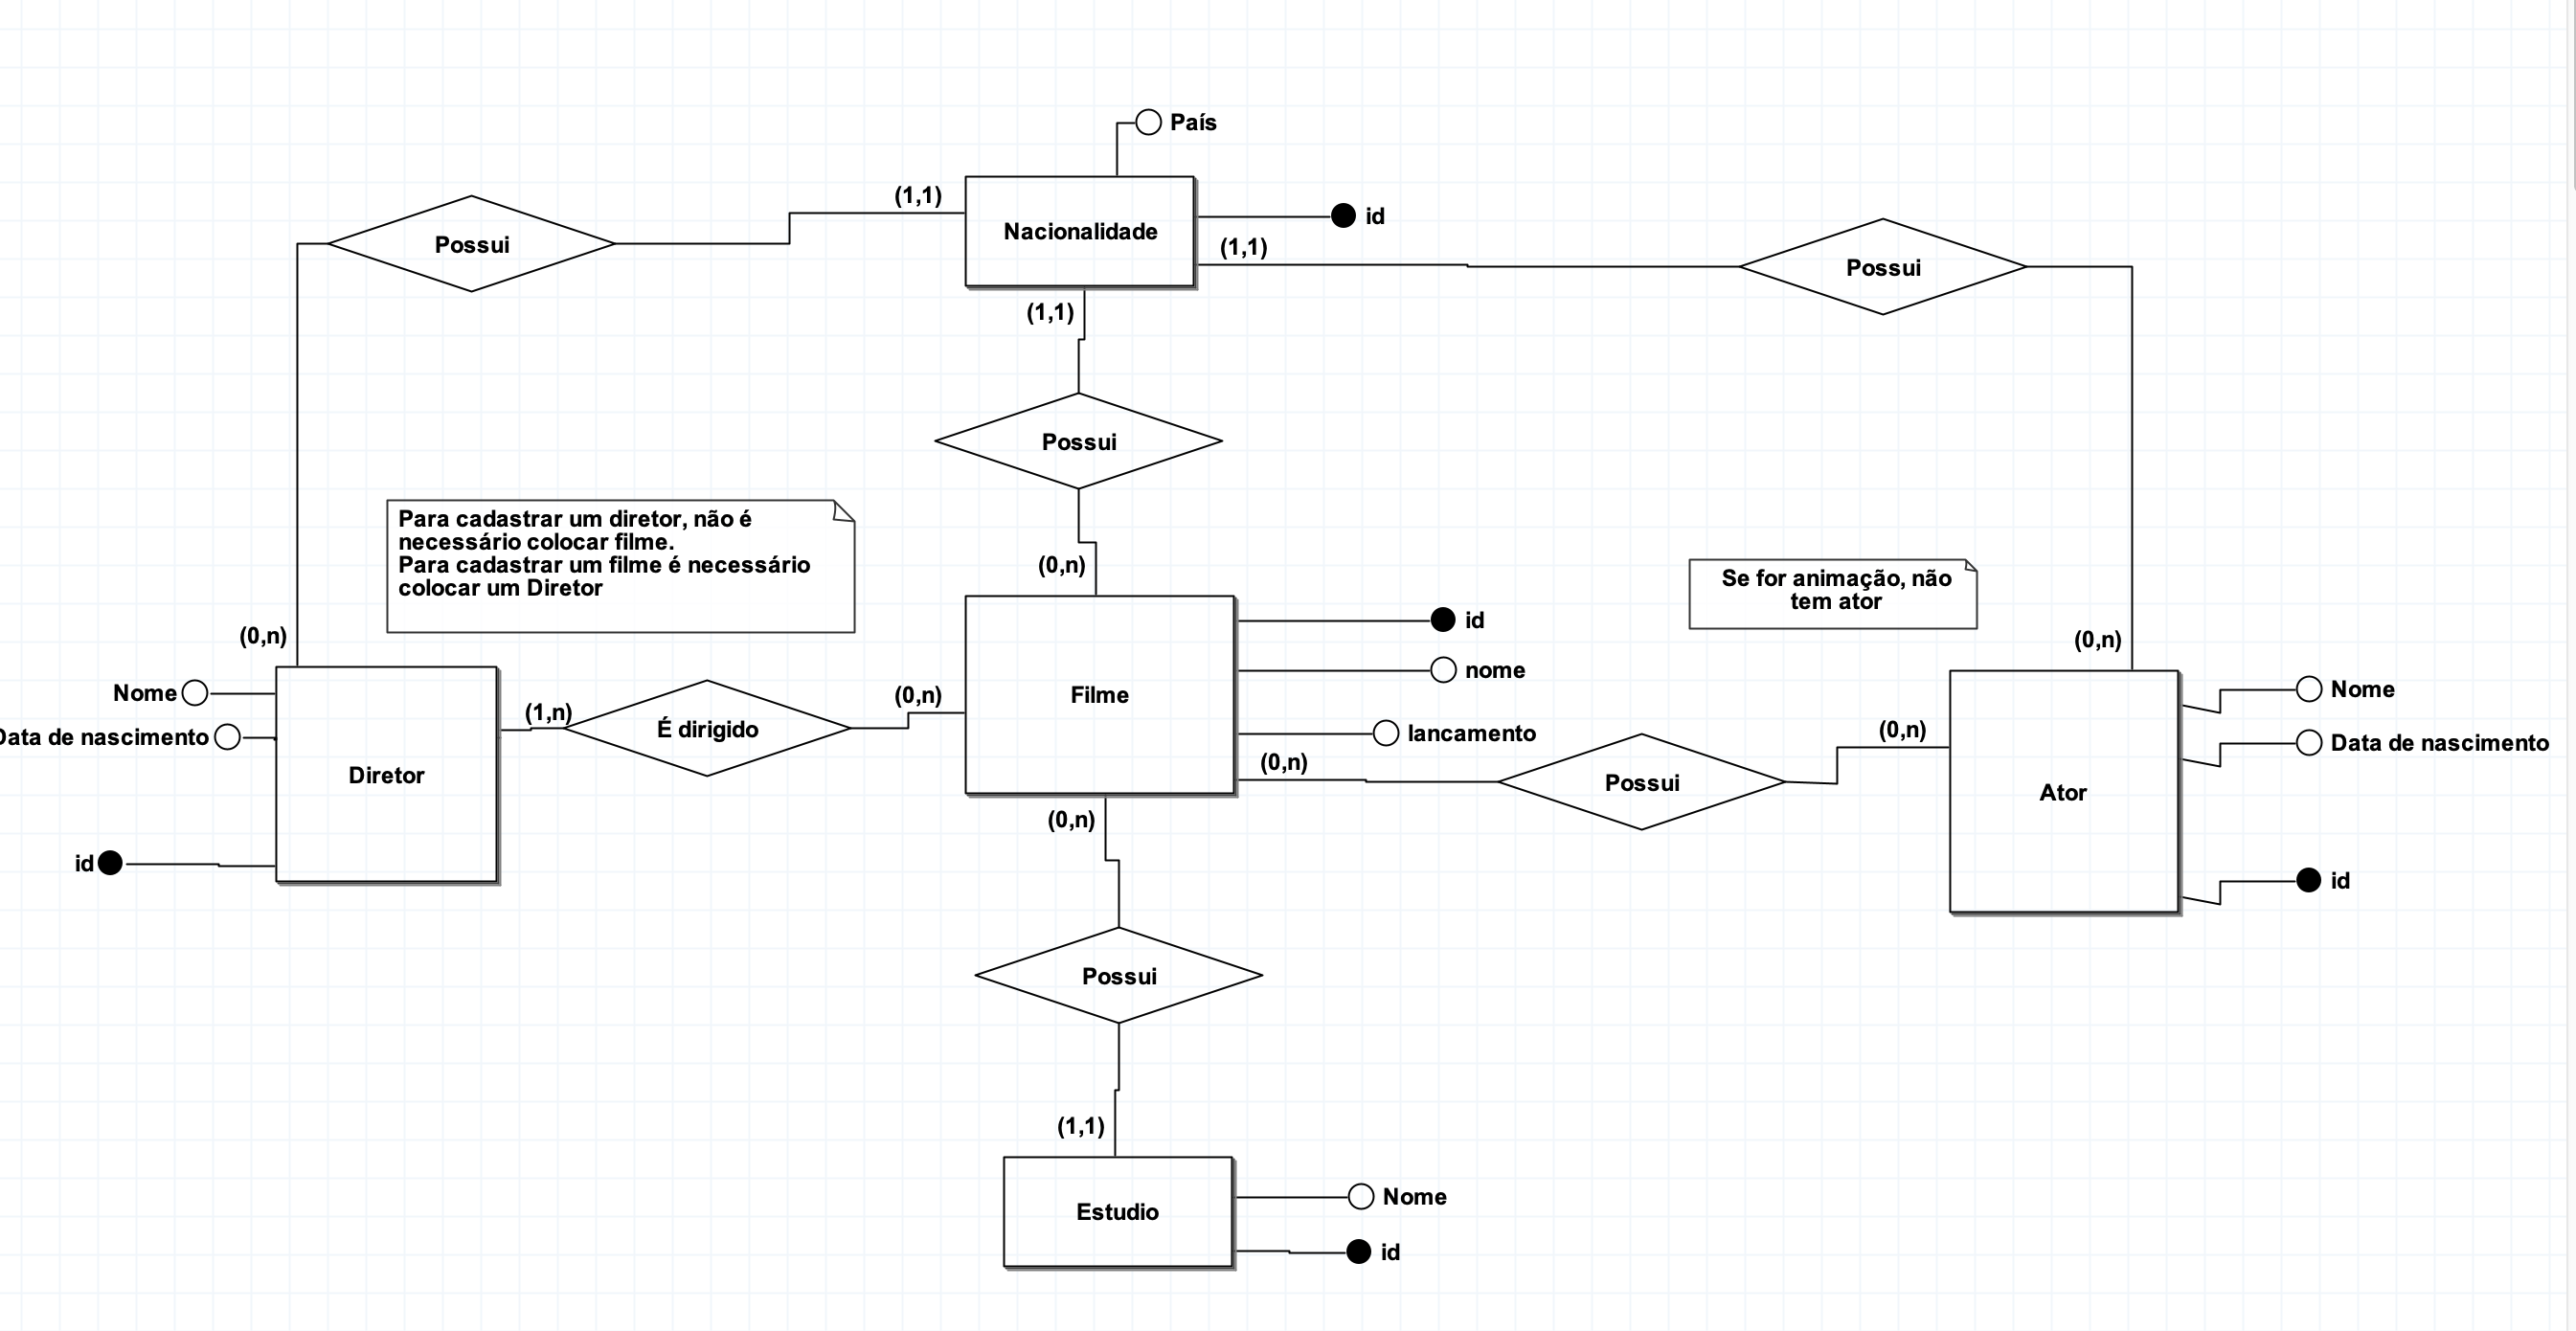 País
(1,1)
Nacionalidade
id
(1,1)
Possui
Possui
(1,1)
Possui
Para cadastrar um diretor, não é
necessário colocar filme.
Para cadastrar um filme é necessário
colocar um Diretor
(0,n)
Se for animação, não
tem ator
(0,n)
(0,n)
id
nome
Filme
lancamento
Nome
Data de nascimento
Diretor
id
(1,n)
É dirigido
(0,n)
(0,n)
Possui
(0,n)
Nome
Data de nascimento
Ator
id
(0,n)
Possui
(1,1)
Estudio
Nome
id